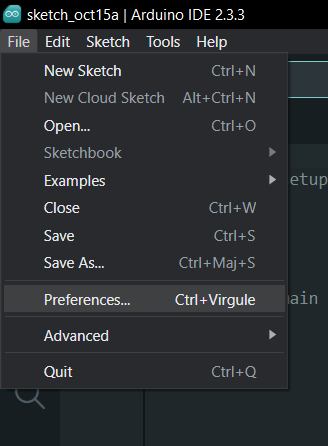 sketch_oct15a | Arduino IDE 2.3.3
File Edit Sketch Tools Help
New Sketch Ctrl+N
New Cloud Sketch Alt+Ctrl+N
Open... Ctrl+O
Sketchbook
Examples
etup
Close Ctrl+W
Save Ctrl+S
Save As... Ctrl+Maj+S
Preferences... Ctrl+Virgule
ain
Advanced
Quit Ctrl+Q